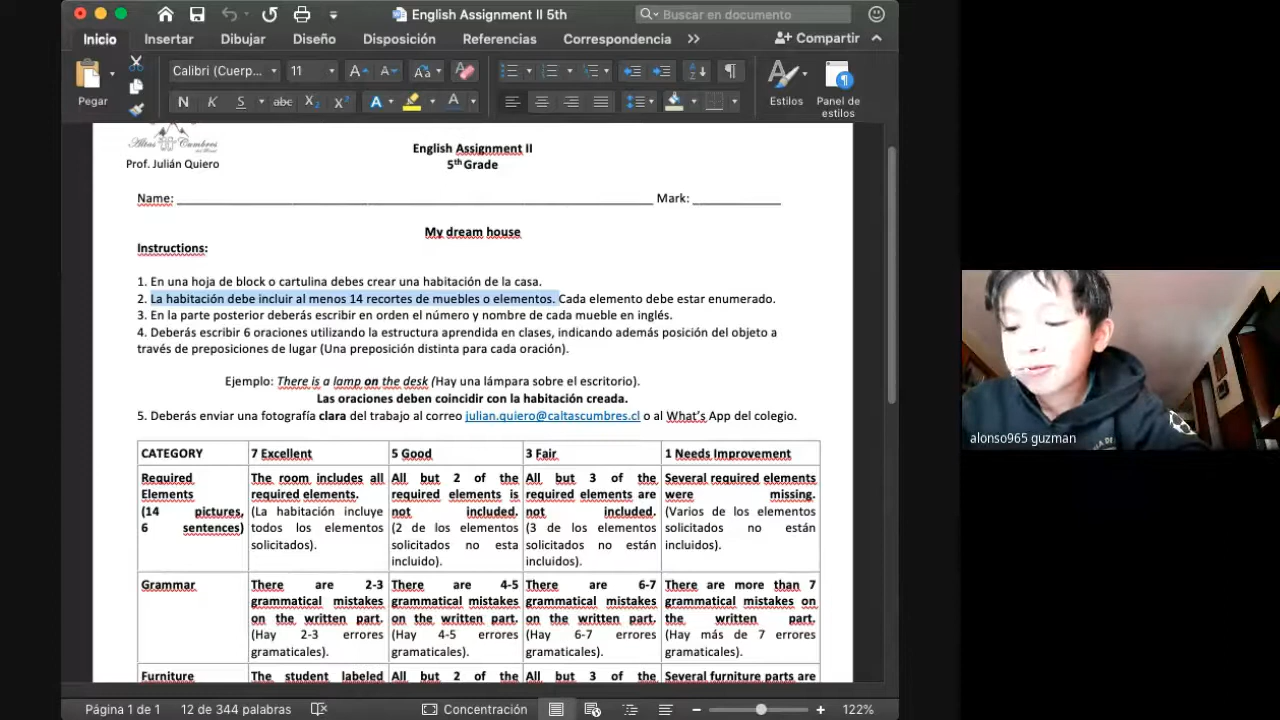 English Assignment II 5th
Buscar en documento
Inicio Insertar Dibujar Diseño Disposición Referencias Correspondencia >> Compartir
Pegar Calibri (Cuerp... 11 Estilos Panel de estilos
N K S abc X₂ X² A A
Altas Cumbres
Prof. Julián Quiero
English Assignment II
5th Grade
Name: ______ Mark: ______
My dream house
Instructions:
1. En una hoja de block o cartulina debes crear una habitación de la casa.
2. La habitación debe incluir al menos 14 recortes de muebles o elementos. Cada elemento debe estar enumerado.
3. En la parte posterior deberás escribir en orden el número y nombre de cada mueble en inglés.
4. Deberás escribir 6 oraciones utilizando la estructura aprendida en clases, indicando además posición del objeto a
través de preposiciones de lugar (Una preposición distinta para cada oración).
Ejemplo: There is a lamp on the desk (Hay una lámpara sobre el escritorio).
Las oraciones deben coincidir con la habitación creada.
5. Deberás enviar una fotografía clara del trabajo al correo julian.quiero@caltascumbres.cl o al What's App del colegio.
CATEGORY 7 Excellent 5 Good 3 Fair 1 Needs Improvement
Required Elements (14 pictures, 6 sentences)
The room includes all required elements. (La habitación incluye todos los elementos solicitados).
All but 2 of the required elements is not included. (2 de los elementos solicitados no esta incluido).
All but 3 of the required elements are not included. (3 de los elementos solicitados no están incluidos).
Several required elements were missing. (Varios de los elementos solicitados no están incluidos).
Grammar
There are 2-3 grammatical mistakes on the written part. (Hay 2-3 errores gramaticales).
There are 4-5 grammatical mistakes on the written part. (Hay 4-5 errores gramaticales).
There are 6-7 grammatical mistakes on the written part. (Hay 6-7 errores gramaticales).
There are more than 7 grammatical mistakes on the written part. (Hay más de 7 errores gramaticales).
Furniture The student labeled All but 2 of the All but 3 of the Several furniture parts are
Página 1 de 1 12 de 344 palabras Concentración 122%
alonso965 guzman